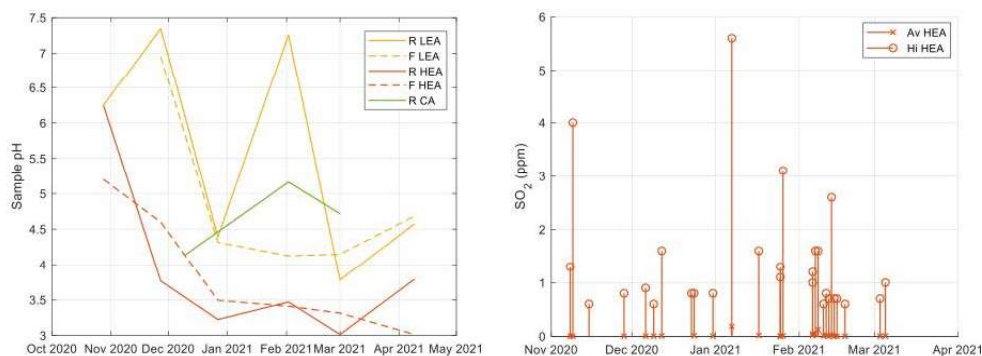 7.5
7
6.5
6
5.5
5
4.5
4
3.5
3
Sample pH
Oct 2020 Nov 2020 Dec 2020 Jan 2021 Feb 2021 Mar 2021 Apr 2021 May 2021
R LEA
F LEA
R HEA
F HEA
R CA
6
5
4
3
2
1
0
SO2 (ppm)
Nov 2020 Dec 2020 Jan 2021 Feb 2021 Mar 2021 Apr 2021
Av HEA
Hi HEA